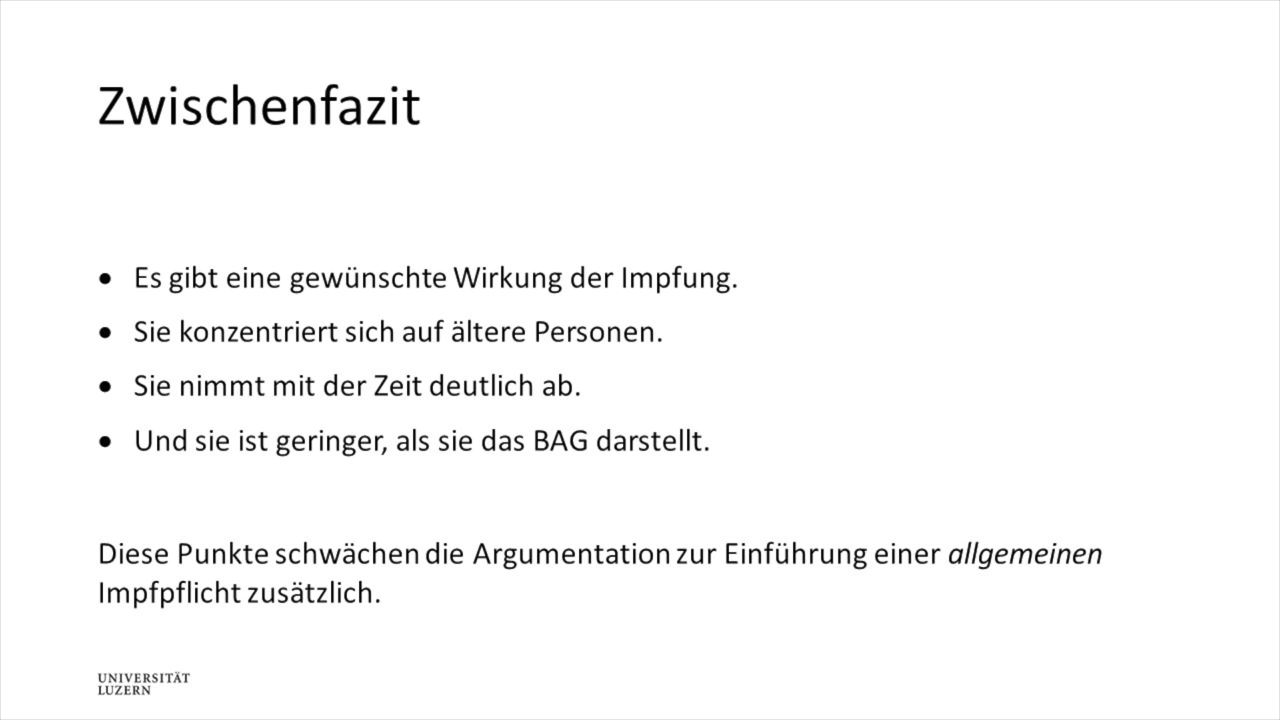 Zwischenfazit
• Es gibt eine gewünschte Wirkung der Impfung.
• Sie konzentriert sich auf ältere Personen.
• Sie nimmt mit der Zeit deutlich ab.
• Und sie ist geringer, als sie das BAG darstellt.
Diese Punkte schwächen die Argumentation zur Einführung einer allgemeinen
Impfpflicht zusätzlich.
UNIVERSITÄT
LUZERN